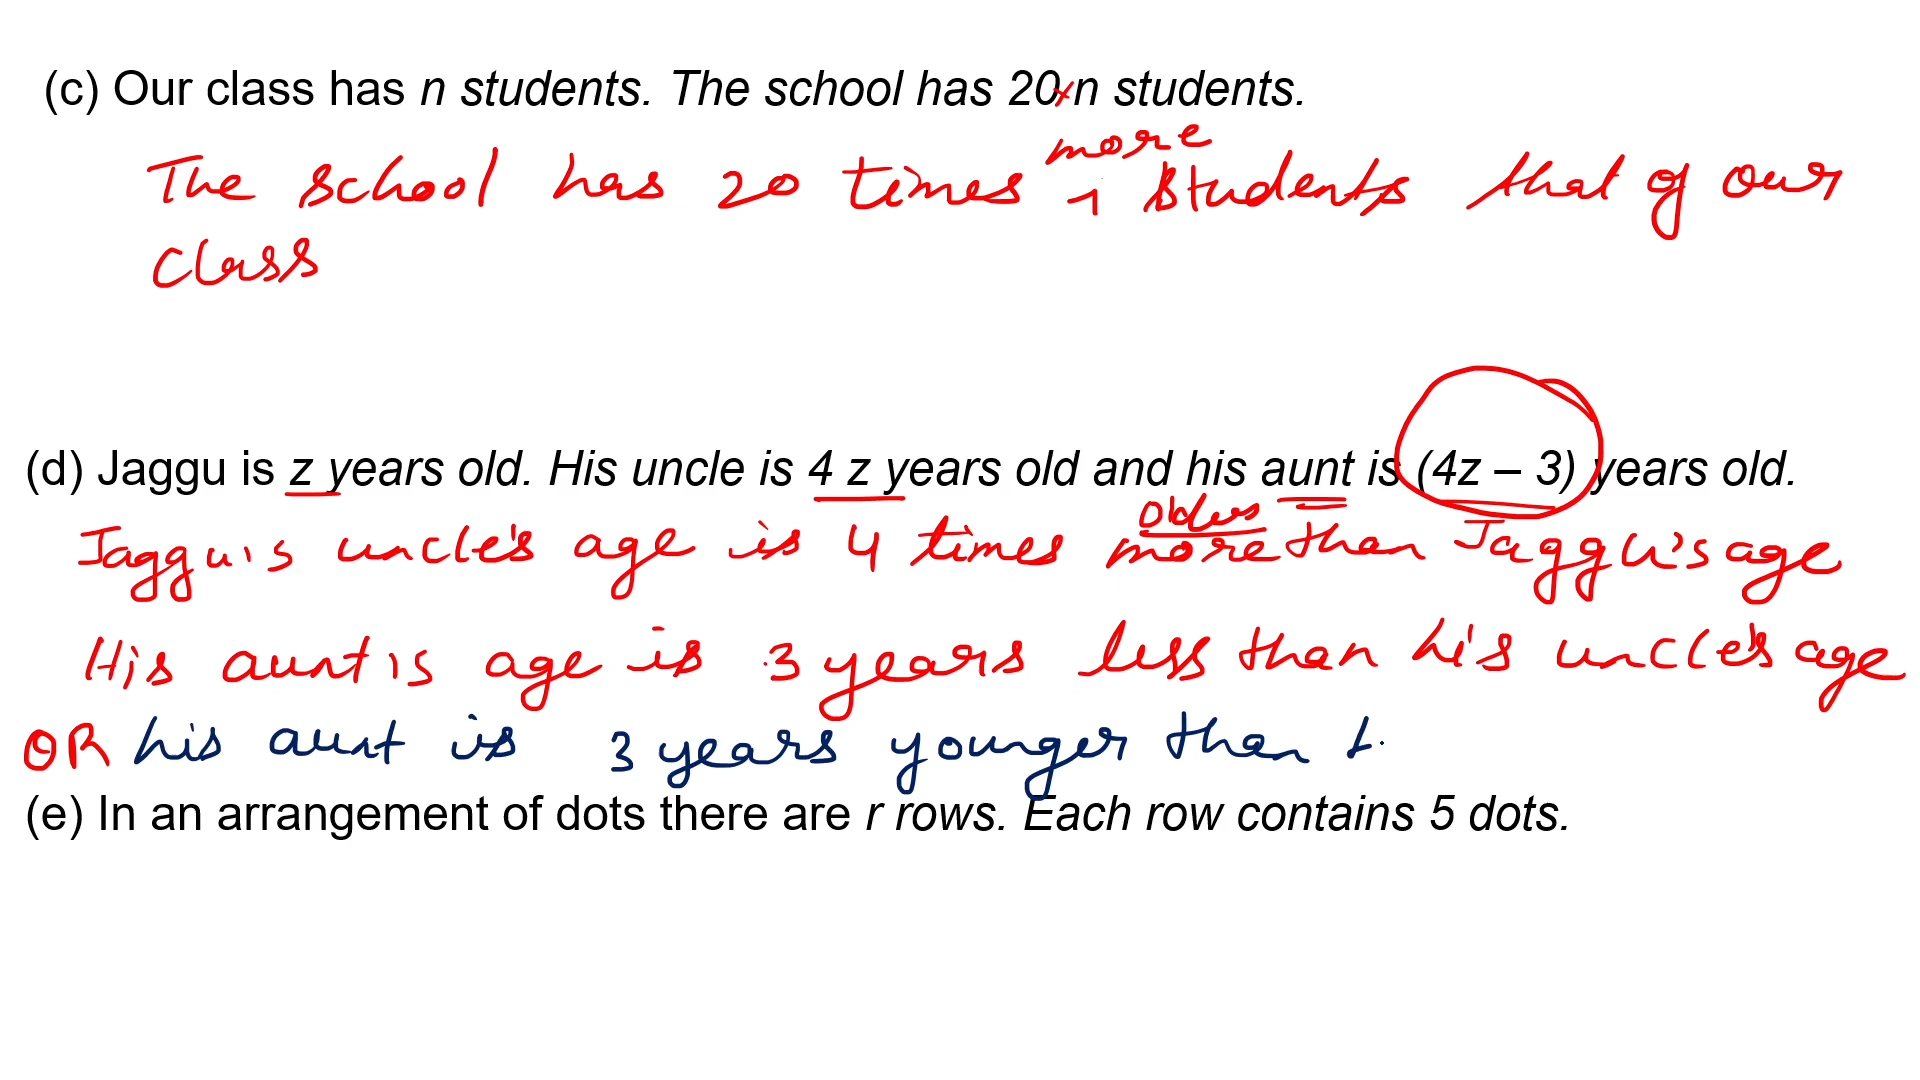 (c) Our class has n students. The school has 20×n students.
more
The school has 20 times ˄ students that of our
class
(d) Jaggu is z years old. His uncle is 4 z years old and his aunt is (4z – 3) years old.
older
Jaggu's uncle's age is 4 times more than Jaggu's age
His aunt's age is 3 years less than his uncle's age
OR his aunt is 3 years younger than
(e) In an arrangement of dots there are r rows. Each row contains 5 dots.